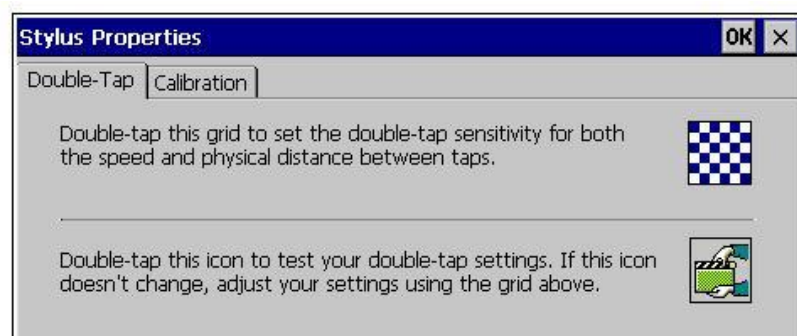 Stylus Properties OK ×
Double-Tap Calibration
Double-tap this grid to set the double-tap sensitivity for both
the speed and physical distance between taps.
Double-tap this icon to test your double-tap settings. If this icon
doesn't change, adjust your settings using the grid above.